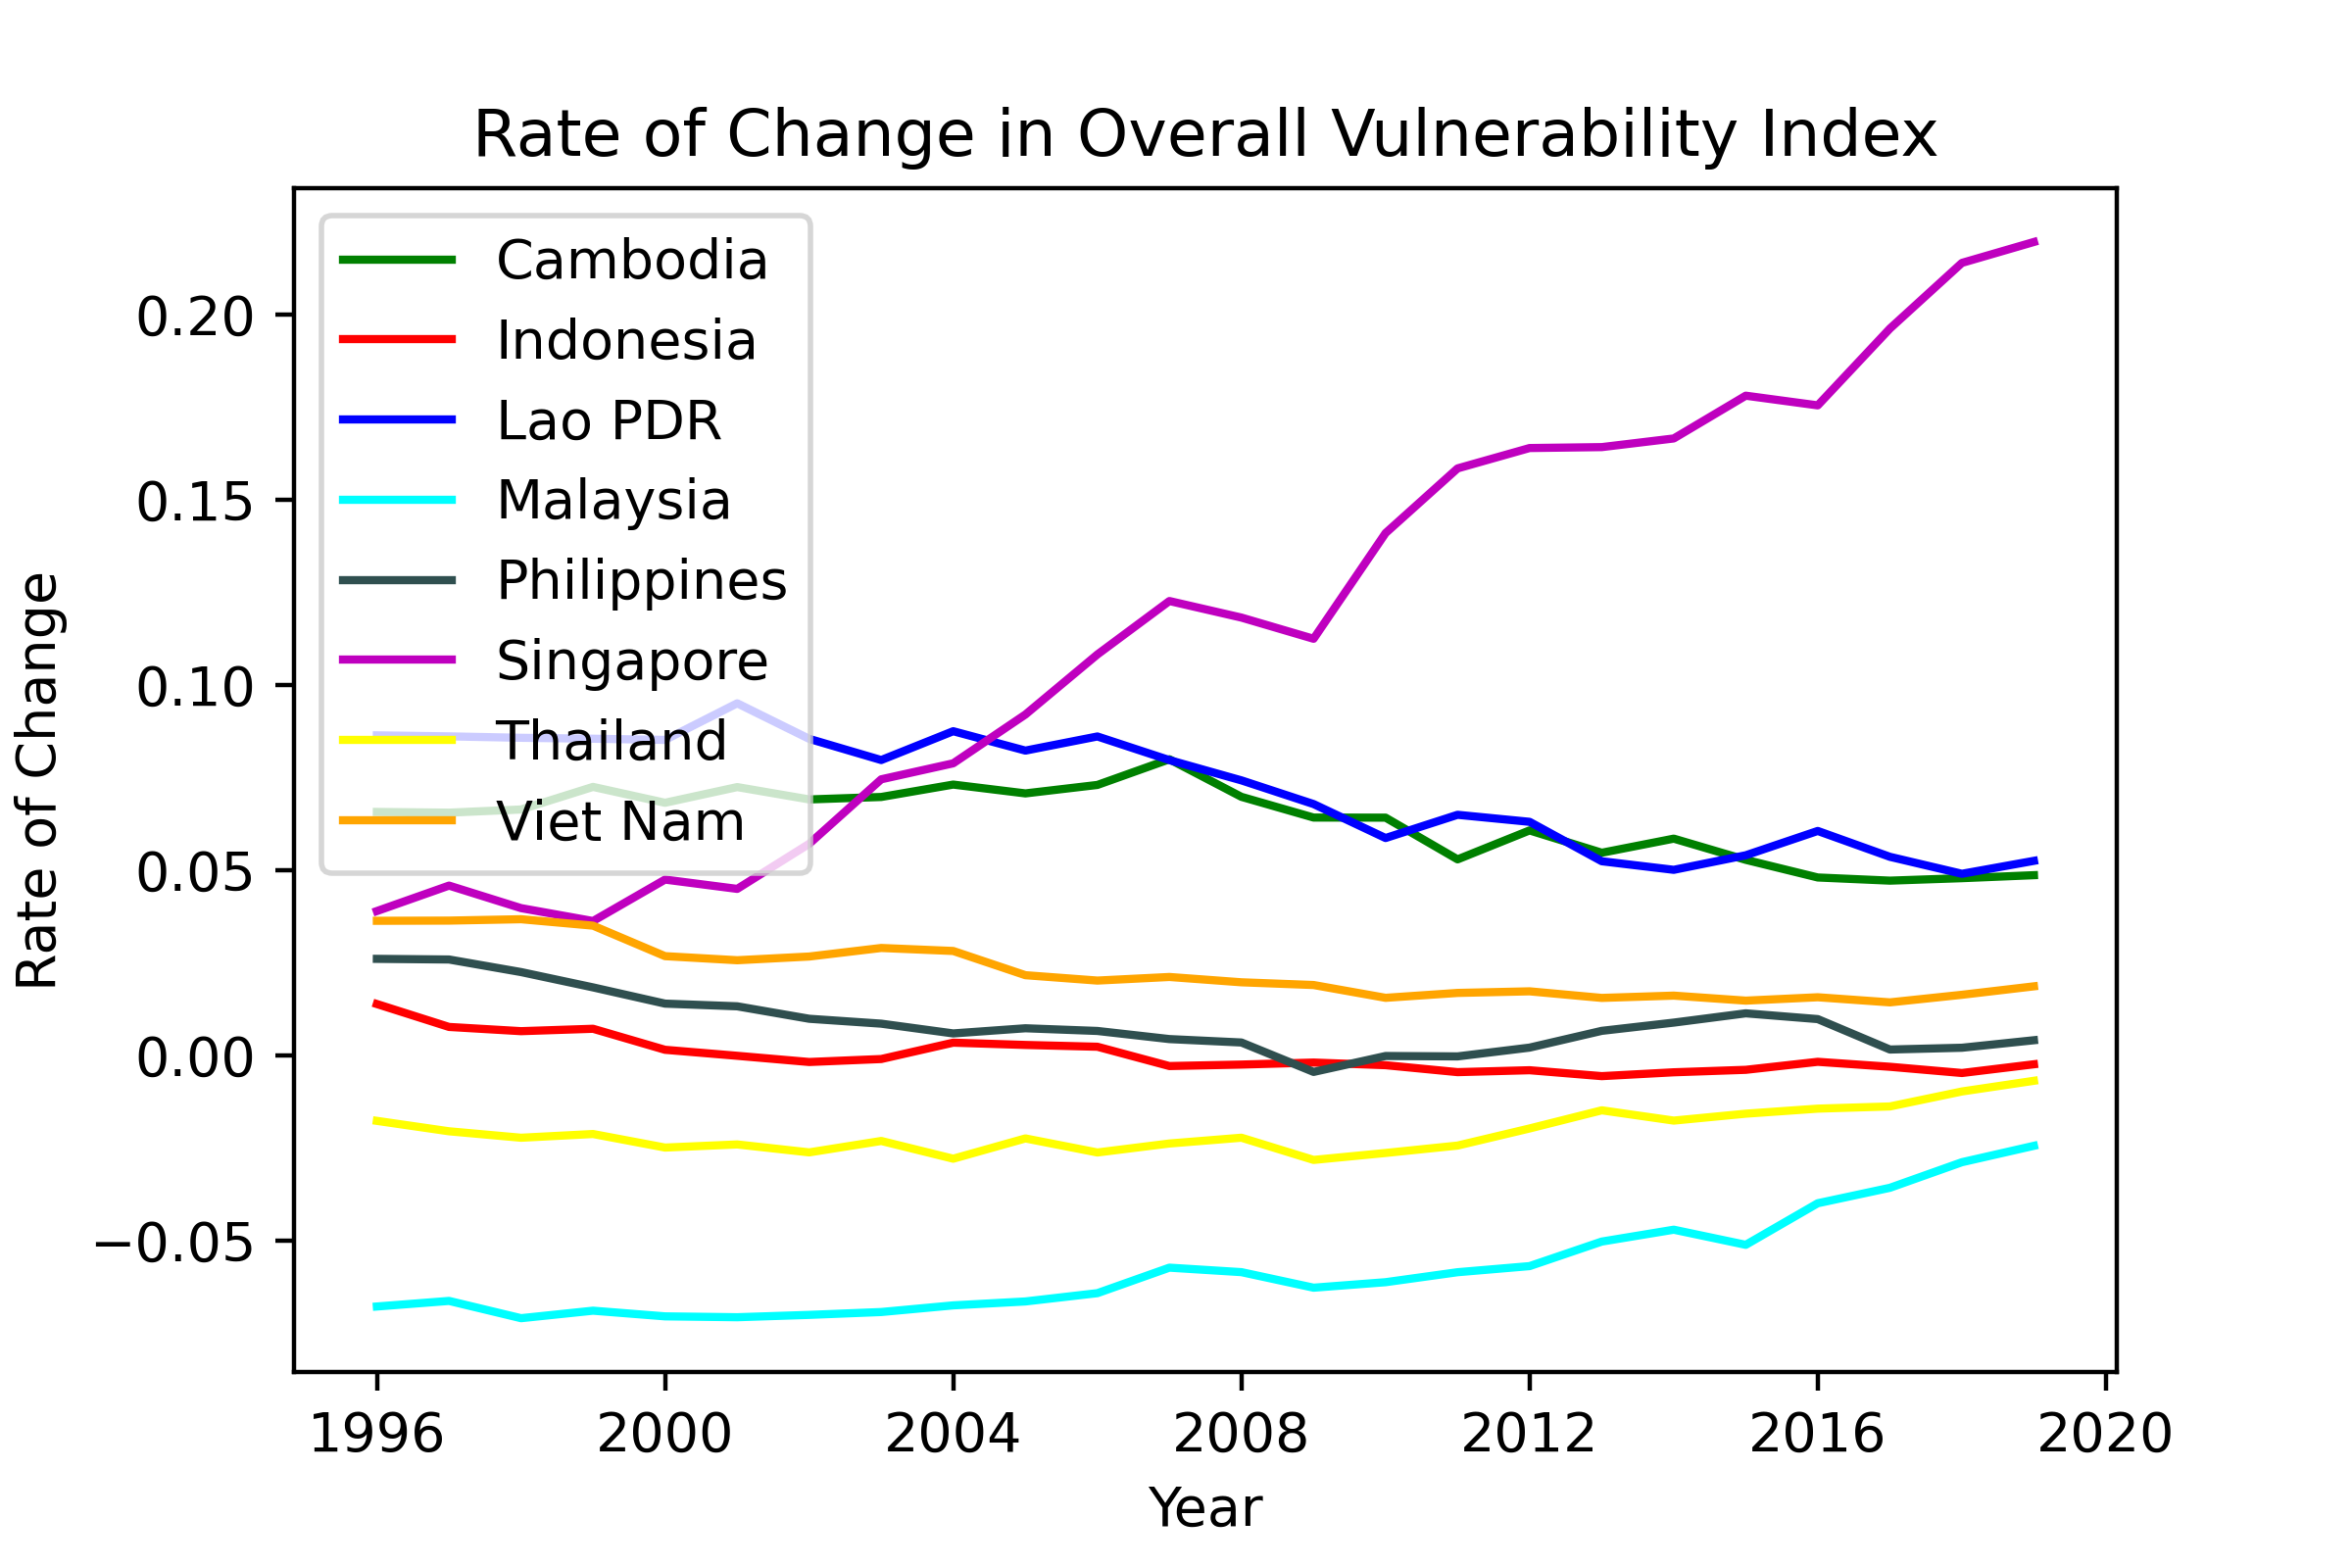 Rate of Change in Overall Vulnerability Index
Cambodia
Indonesia
Lao PDR
Malaysia
Philippines
Singapore
Thailand
Viet Nam
Rate of Change
0.20
0.15
0.10
0.05
0.00
−0.05
1996 2000 2004 2008 2012 2016 2020
Year